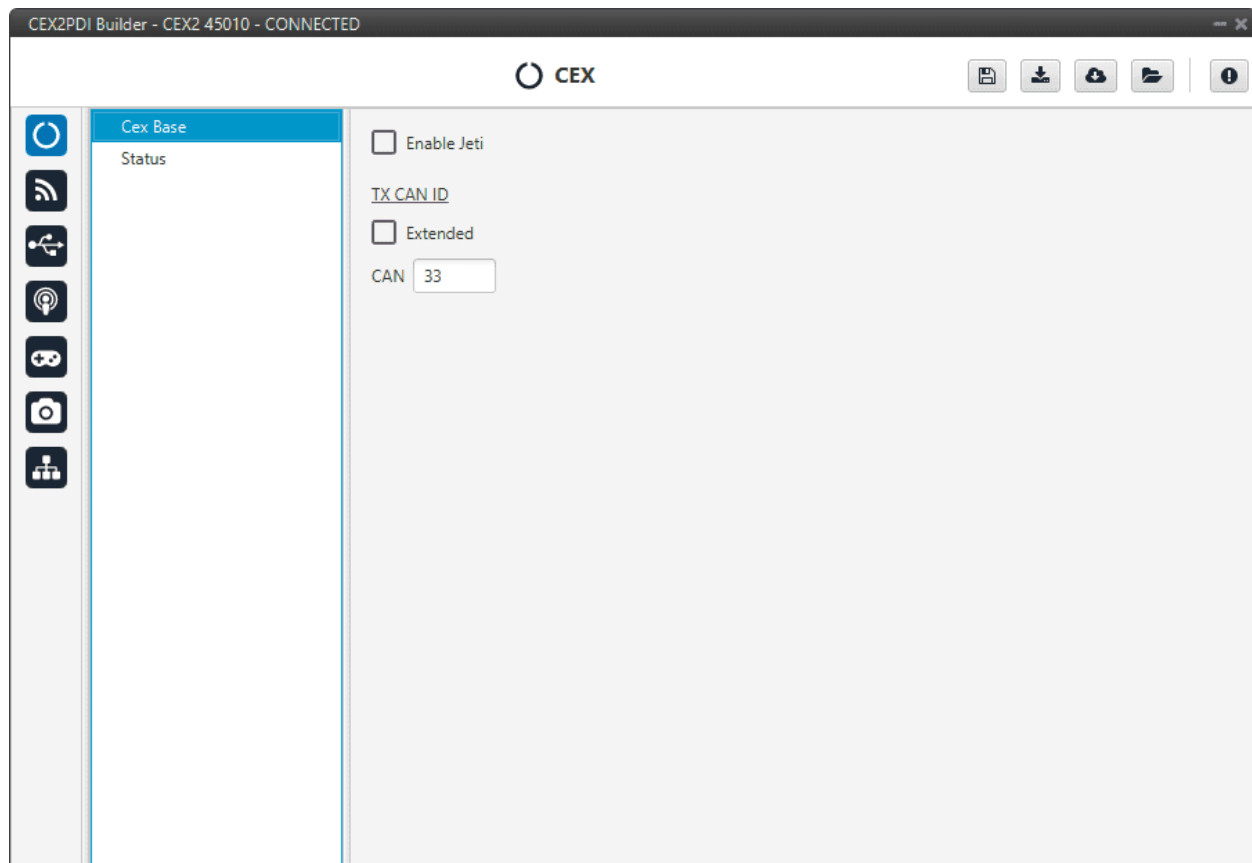 CEX2PDI Builder - CEX2 45010 - CONNECTED
CEX
Cex Base
Status
Enable Jeti
TX CAN ID
Extended
CAN 33